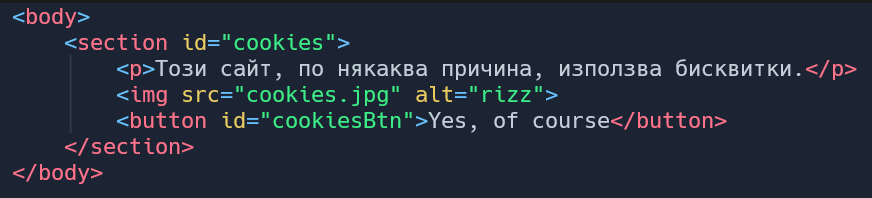 <body>
<section id="cookies">
<p>Този сайт, по някаква причина, използва бисквитки.</p>
<img src="cookies.jpg" alt="rizz">
<button id="cookiesBtn">Yes, of course</button>
</section>
</body>